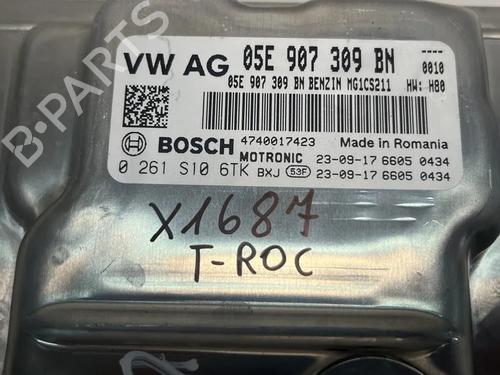 VW AG 05E 907 309 BN ----
0010
05E 907 309 BN BENZIN MG1CS211 HW: H80
BOSCH 4740017423 Made in Romania
MOTRONIC 23-09-17 6605 0434
0 261 S10 6TK BXJ 53F 23-09-17 6605 0434
X1687
T-ROC
B-PARTS